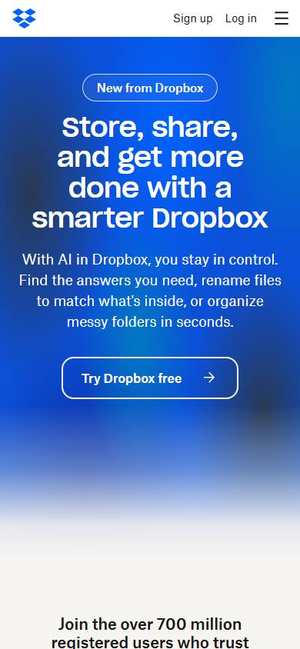 Sign up Log in
New from Dropbox
Store, share,
and get more
done with a
smarter Dropbox
With AI in Dropbox, you stay in control.
Find the answers you need, rename files
to match what's inside, or organize
messy folders in seconds.
Try Dropbox free
Join the over 700 million
registered users who trust